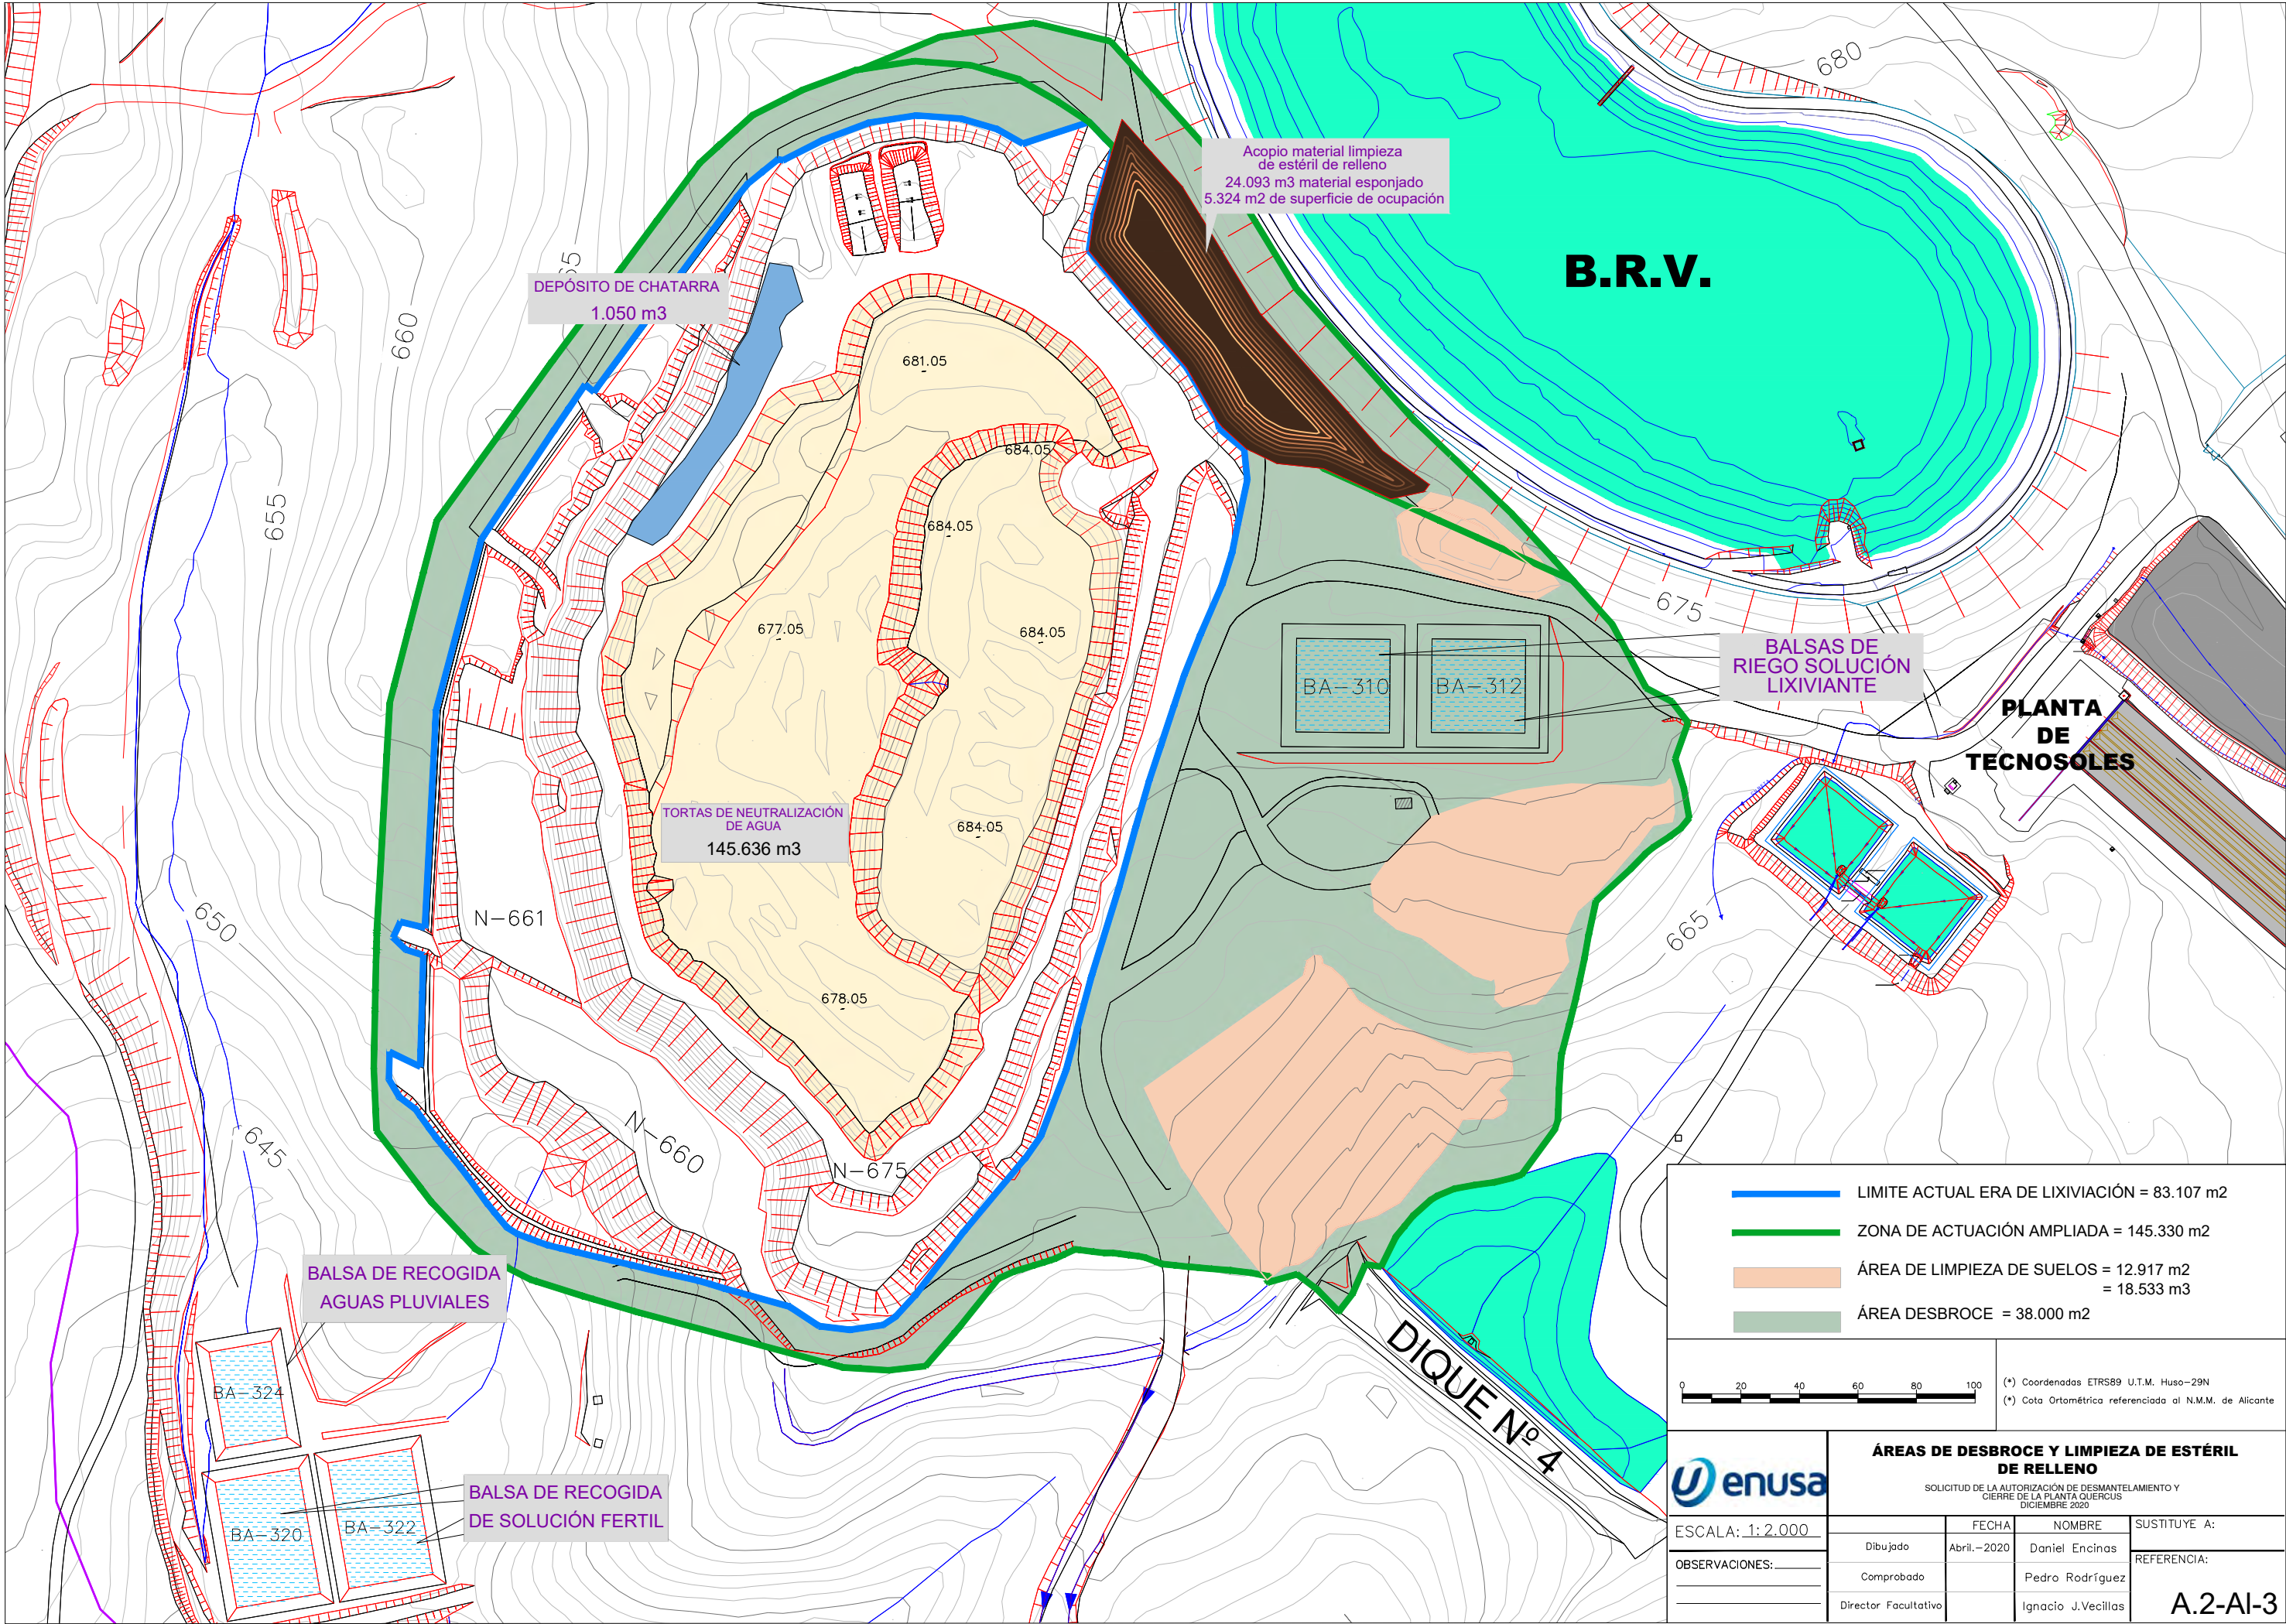 680
Acopio material limpieza
de estéril de relleno
24.093 m3 material esponjado
5.324 m2 de superficie de ocupación
B.R.V.
65
DEPÓSITO DE CHATARRA
1.050 m3
660
681.05
684.05
655
684.05
677.05
684.05
675
BALSAS DE
RIEGO SOLUCIÓN
LIXIVIANTE
BA-310
BA-312
PLANTA
DE
TECNOSOLES
TORTAS DE NEUTRALIZACIÓN
DE AGUA
145.636 m3
684.05
650
N-661
665
678.05
645
N-660
N-675
LIMITE ACTUAL ERA DE LIXIVIACIÓN = 83.107 m2
ZONA DE ACTUACIÓN AMPLIADA = 145.330 m2
ÁREA DE LIMPIEZA DE SUELOS = 12.917 m2
= 18.533 m3
ÁREA DESBROCE = 38.000 m2
BALSA DE RECOGIDA
AGUAS PLUVIALES
BA-324
DIQUE Nº 4
0 20 40 60 80 100
(*) Coordenadas ETRS89 U.T.M. Huso-29N
(*) Cota Ortométrica referenciada al N.M.M. de Alicante
BALSA DE RECOGIDA
DE SOLUCIÓN FERTIL
BA-320
BA-322
enusa
ÁREAS DE DESBROCE Y LIMPIEZA DE ESTÉRIL
DE RELLENO
SOLICITUD DE LA AUTORIZACIÓN DE DESMANTELAMIENTO Y
CIERRE DE LA PLANTA QUERCUS
DICIEMBRE 2020
ESCALA: 1:2.000
OBSERVACIONES:
FECHA NOMBRE
Dibujado Abril.-2020 Daniel Encinas
Comprobado Pedro Rodríguez
Director Facultativo Ignacio J.Vecillas
SUSTITUYE A:
REFERENCIA:
A.2-AI-3